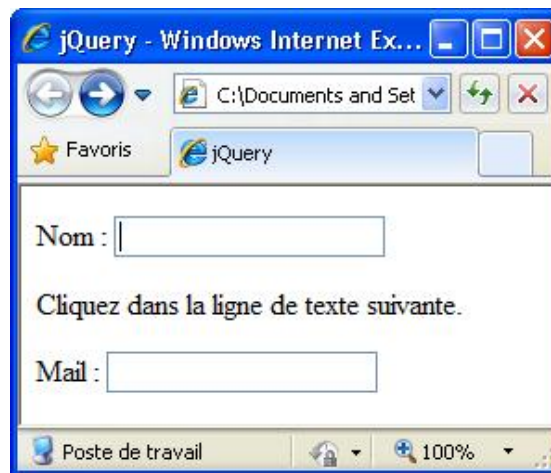 jQuery - Windows Internet Ex...
C:\Documents and Set
Favoris
jQuery
Nom :
Cliquez dans la ligne de texte suivante.
Mail :
Poste de travail
100%